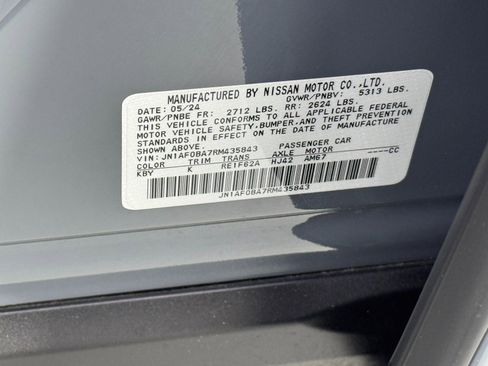 MANUFACTURED BY NISSAN MOTOR CO.,LTD.
DATE: 05/24 GVWR/PNBV: 5313 LBS.
GAWR/PNBE FR: 2712 LBS. RR: 2624 LBS.
THIS VEHICLE CONFORMS TO ALL APPLICABLE FEDERAL
MOTOR VEHICLE SAFETY,BUMPER,AND THEFT PREVENTION
STANDARDS IN EFFECT ON THE DATE OF MANUFACTURE
SHOWN ABOVE.
VIN: JN1AF0BA7RM435843 PASSENGER CAR
COLOR TRIM TRANS AXLE MOTOR
KBY K RE1F62A HJ42 AM67 ----CC
JN1AF0BA7RM435843